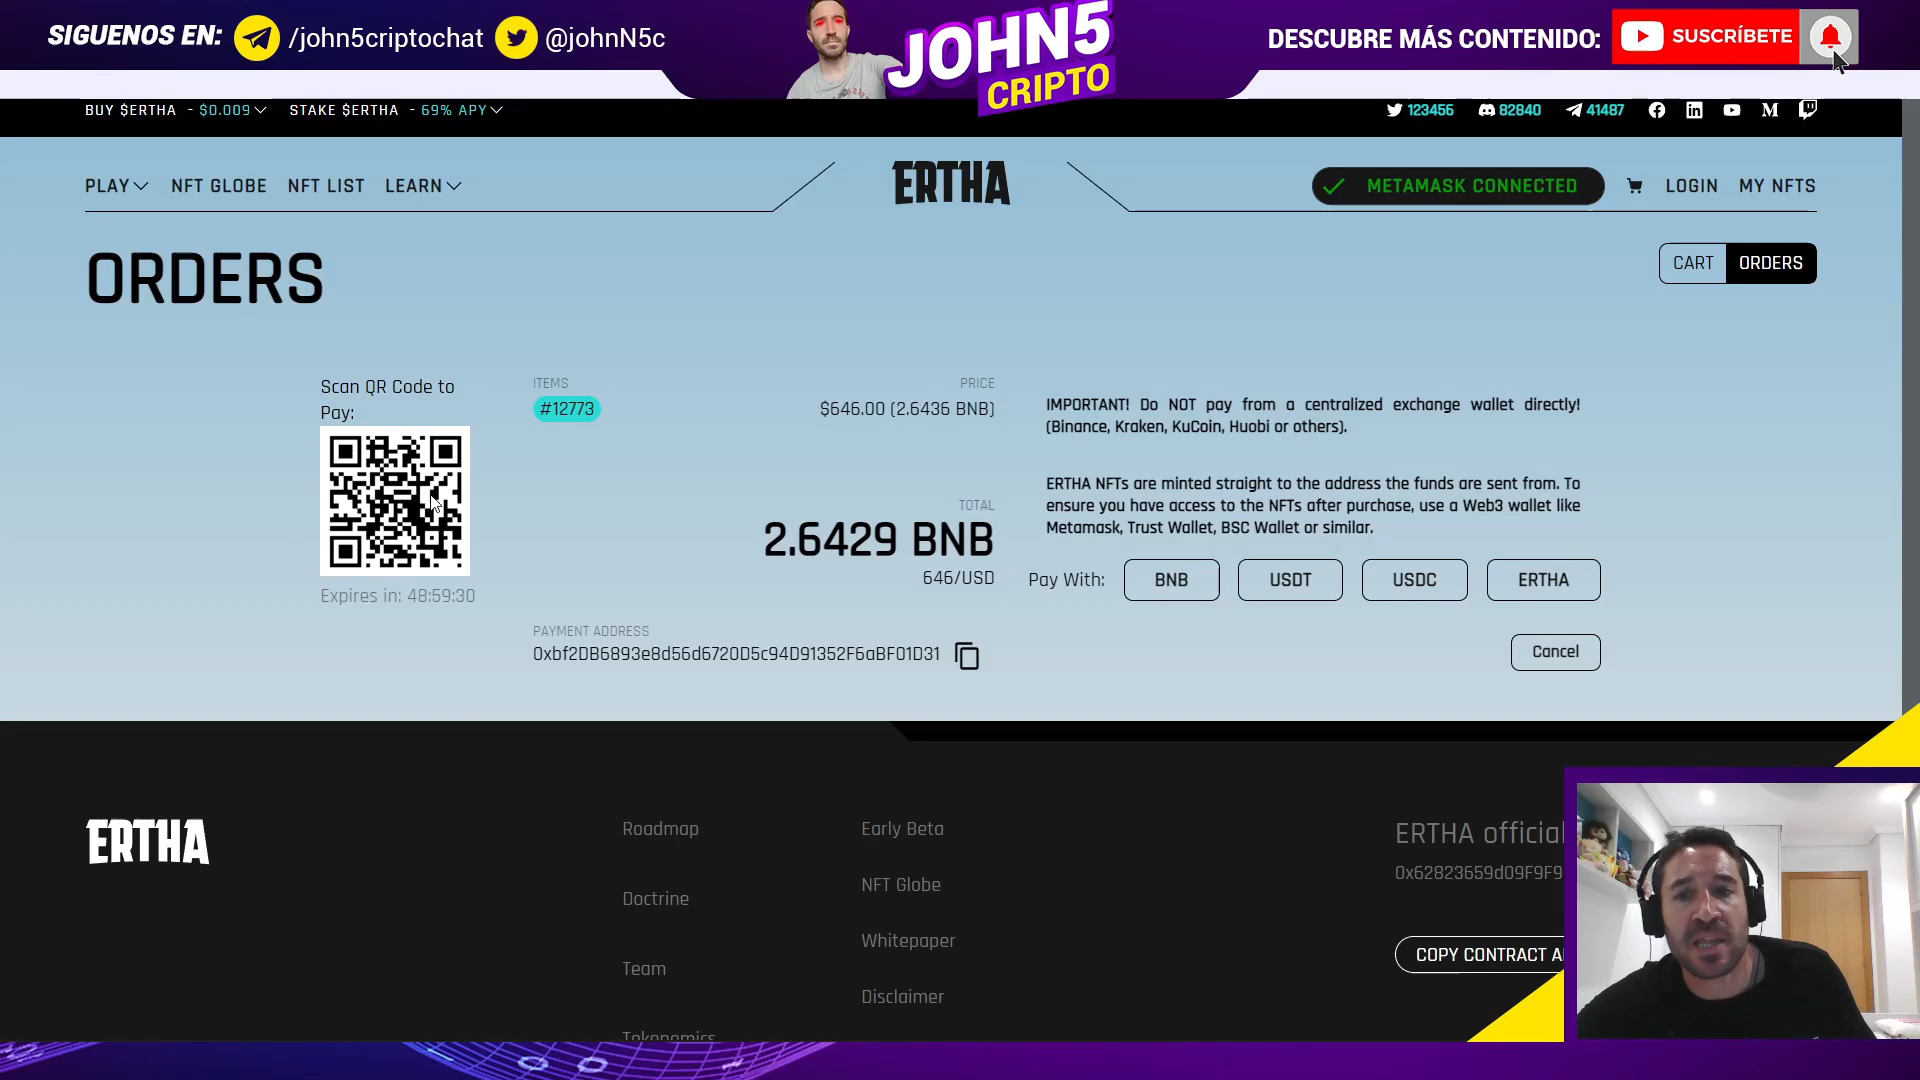 SIGUENOS EN: /john5criptochat @johnN5c
JOHN5
CRIPTO
DESCUBRE MÁS CONTENIDO: SUSCRÍBETE
BUY $ERTHA - $0.009 STAKE $ERTHA - 69% APY
123456 82840 41487
PLAY NFT GLOBE NFT LIST LEARN
ERTHA
METAMASK CONNECTED LOGIN MY NFTS
ORDERS
CART ORDERS
Scan QR Code to
Pay:
Expires in: 48:59:30
ITEMS
#12773
PRICE
$646.00 (2.6436 BNB)
TOTAL
2.6429 BNB
646/USD
PAYMENT ADDRESS
0xbf2DB6893e8d56d6720D5c94D91352F6aBF01D31
IMPORTANT! Do NOT pay from a centralized exchange wallet directly!
(Binance, Kraken, KuCoin, Huobi or others).
ERTHA NFTs are minted straight to the address the funds are sent from. To
ensure you have access to the NFTs after purchase, use a Web3 wallet like
Metamask, Trust Wallet, BSC Wallet or similar.
Pay With: BNB USDT USDC ERTHA
Cancel
ERTHA
Roadmap
Doctrine
Team
Tokenomics
Early Beta
NFT Globe
Whitepaper
Disclaimer
ERTHA official
0x62823659d09F9F9
COPY CONTRACT A